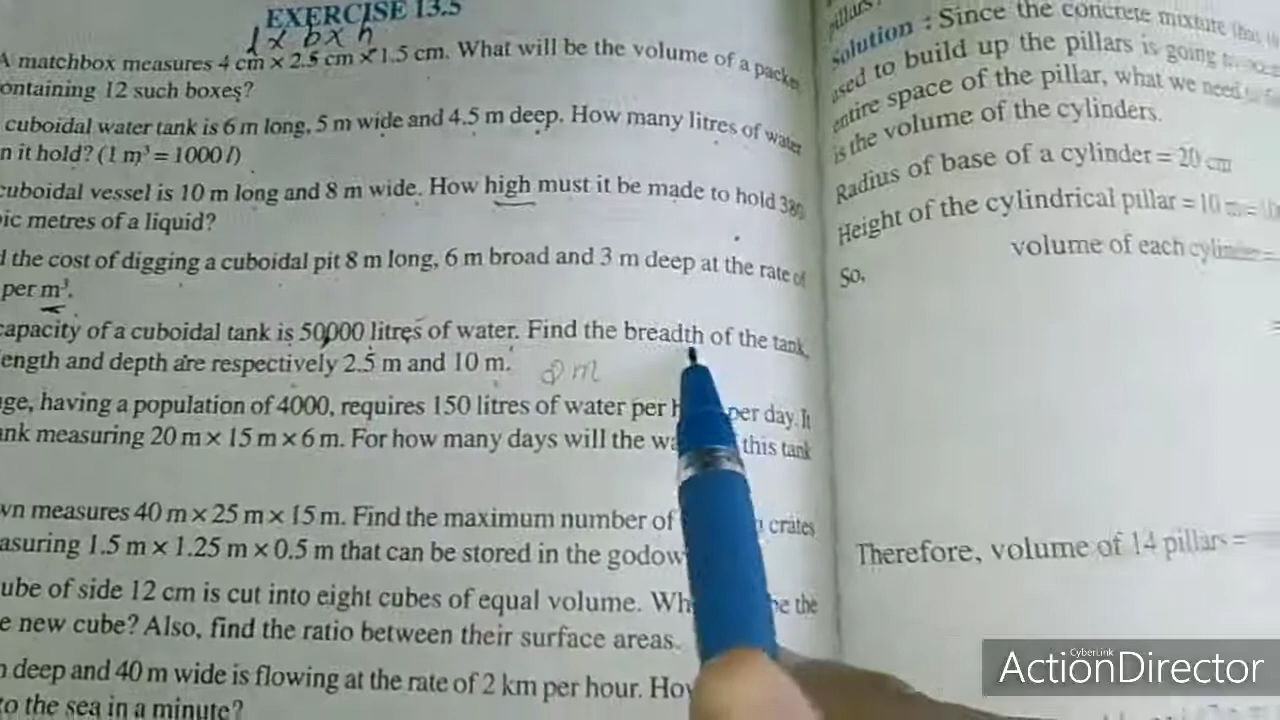 EXERCISE 13.5
l x b x h
A matchbox measures 4 cm × 2.5 cm × 1.5 cm. What will be the volume of a packet
ontaining 12 such boxes?
cuboidal water tank is 6 m long, 5 m wide and 4.5 m deep. How many litres of water
n it hold? (1 m³ = 1000 l)
cuboidal vessel is 10 m long and 8 m wide. How high must it be made to hold 380
ic metres of a liquid?
d the cost of digging a cuboidal pit 8 m long, 6 m broad and 3 m deep at the rate of
per m³.
capacity of a cuboidal tank is 50000 litres of water. Find the breadth of the tank,
ength and depth are respectively 2.5 m and 10 m.
ge, having a population of 4000, requires 150 litres of water per per day. It
ank measuring 20 m × 15 m × 6 m. For how many days will the this tank
wn measures 40 m × 25 m × 15 m. Find the maximum number of crates
asuring 1.5 m × 1.25 m × 0.5 m that can be stored in the godow
ube of side 12 cm is cut into eight cubes of equal volume. Wh be the
e new cube? Also, find the ratio between their surface areas.
deep and 40 m wide is flowing at the rate of 2 km per hour. How
to the sea in a minute?
pillars
Solution : Since the concrete mixture that
used to build up the pillars is going to
entire space of the pillar, what we need
is the volume of the cylinders.
Radius of base of a cylinder = 20 cm
Height of the cylindrical pillar = 10 m =
volume of each cylinder =
So,
=
Therefore, volume of 14 pillars =
CyberLink
ActionDirector